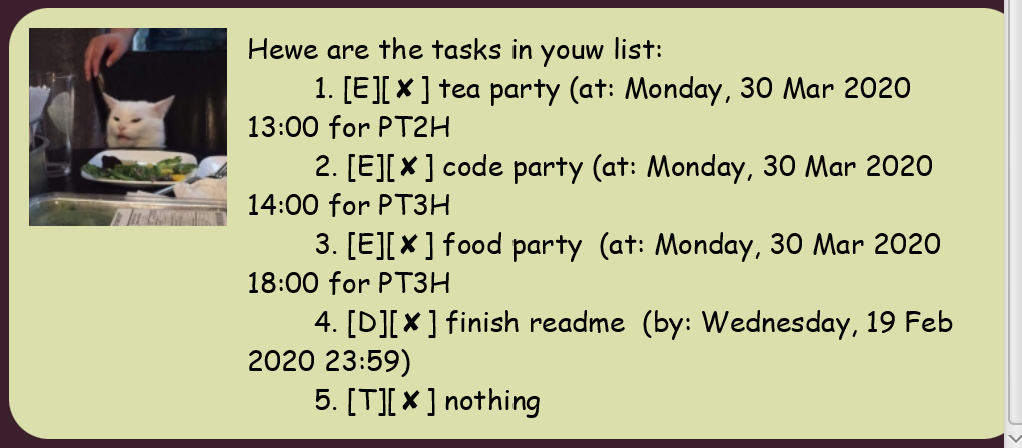 Hewe are the tasks in youw list:
1. [E][✘] tea party (at: Monday, 30 Mar 2020
13:00 for PT2H
2. [E][✘] code party (at: Monday, 30 Mar 2020
14:00 for PT3H
3. [E][✘] food party  (at: Monday, 30 Mar 2020
18:00 for PT3H
4. [D][✘] finish readme  (by: Wednesday, 19 Feb
2020 23:59)
5. [T][✘] nothing